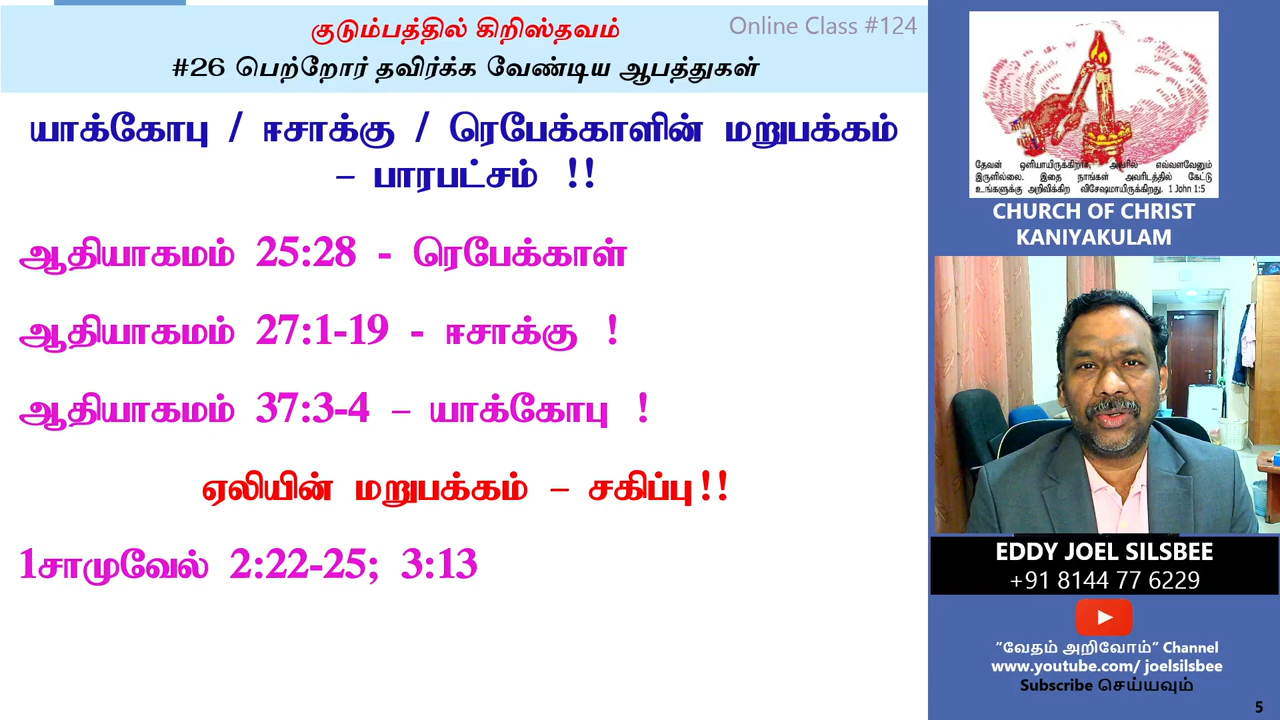 குடும்பத்தில் கிறிஸ்தவம்
Online Class #124
#26 பெற்றோர் தவிர்க்க வேண்டிய ஆபத்துகள்
யாக்கோபு / ஈசாக்கு / ரெபேக்காளின் மறுபக்கம்
– பாரபட்சம் !!
ஆதியாகமம் 25:28 - ரெபேக்காள்
ஆதியாகமம் 27:1-19 - ஈசாக்கு !
ஆதியாகமம் 37:3-4 – யாக்கோபு !
ஏலியின் மறுபக்கம் – சகிப்பு!!
1சாமுவேல் 2:22-25; 3:13
தேவன் ஒளியாயிருக்கிறார், அவரில் எவ்வளவேனும்
இருளில்லை. இதை நாங்கள் அவரிடத்தில் கேட்டு
உங்களுக்கு அறிவிக்கிற விசேஷமாயிருக்கிறது. 1 John 1:5
CHURCH OF CHRIST
KANIYAKULAM
EDDY JOEL SILSBEE
+91 8144 77 6229
”வேதம் அறிவோம்” Channel
www.youtube.com/ joelsilsbee
Subscribe செய்யவும்
5